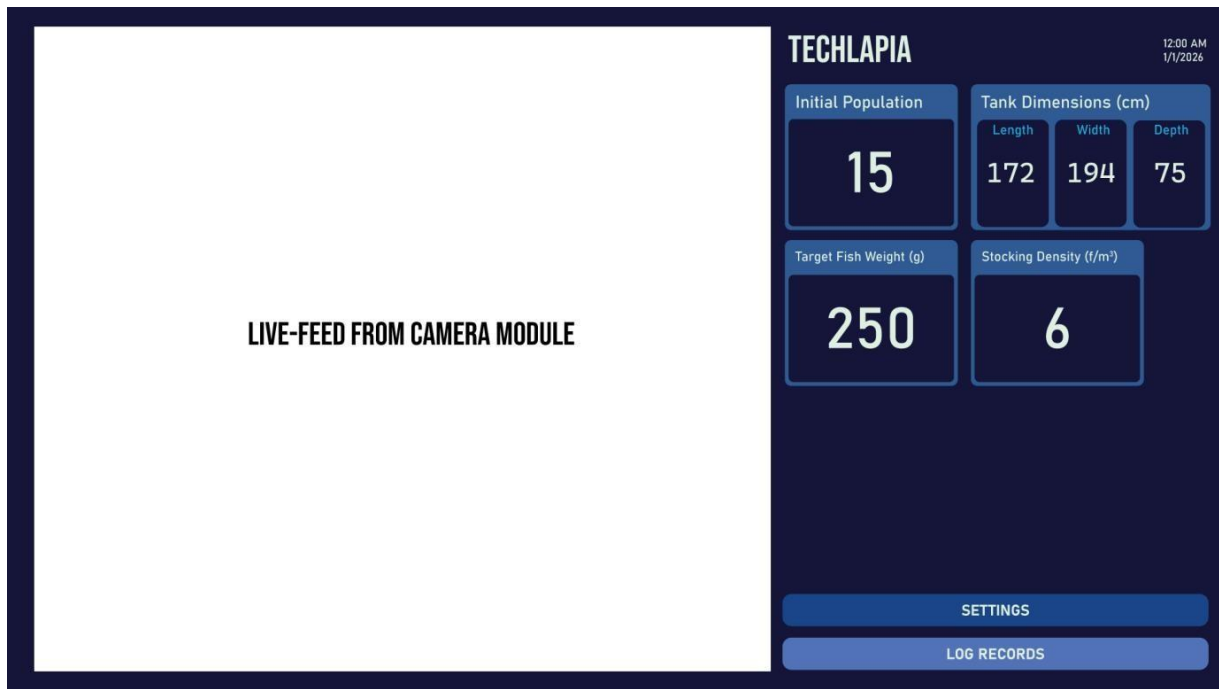 LIVE-FEED FROM CAMERA MODULE
TECHLAPIA
12:00 AM
1/1/2026
Initial Population
15
Tank Dimensions (cm)
Length Width Depth
172 194 75
Target Fish Weight (g)
250
Stocking Density (f/m³)
6
SETTINGS
LOG RECORDS